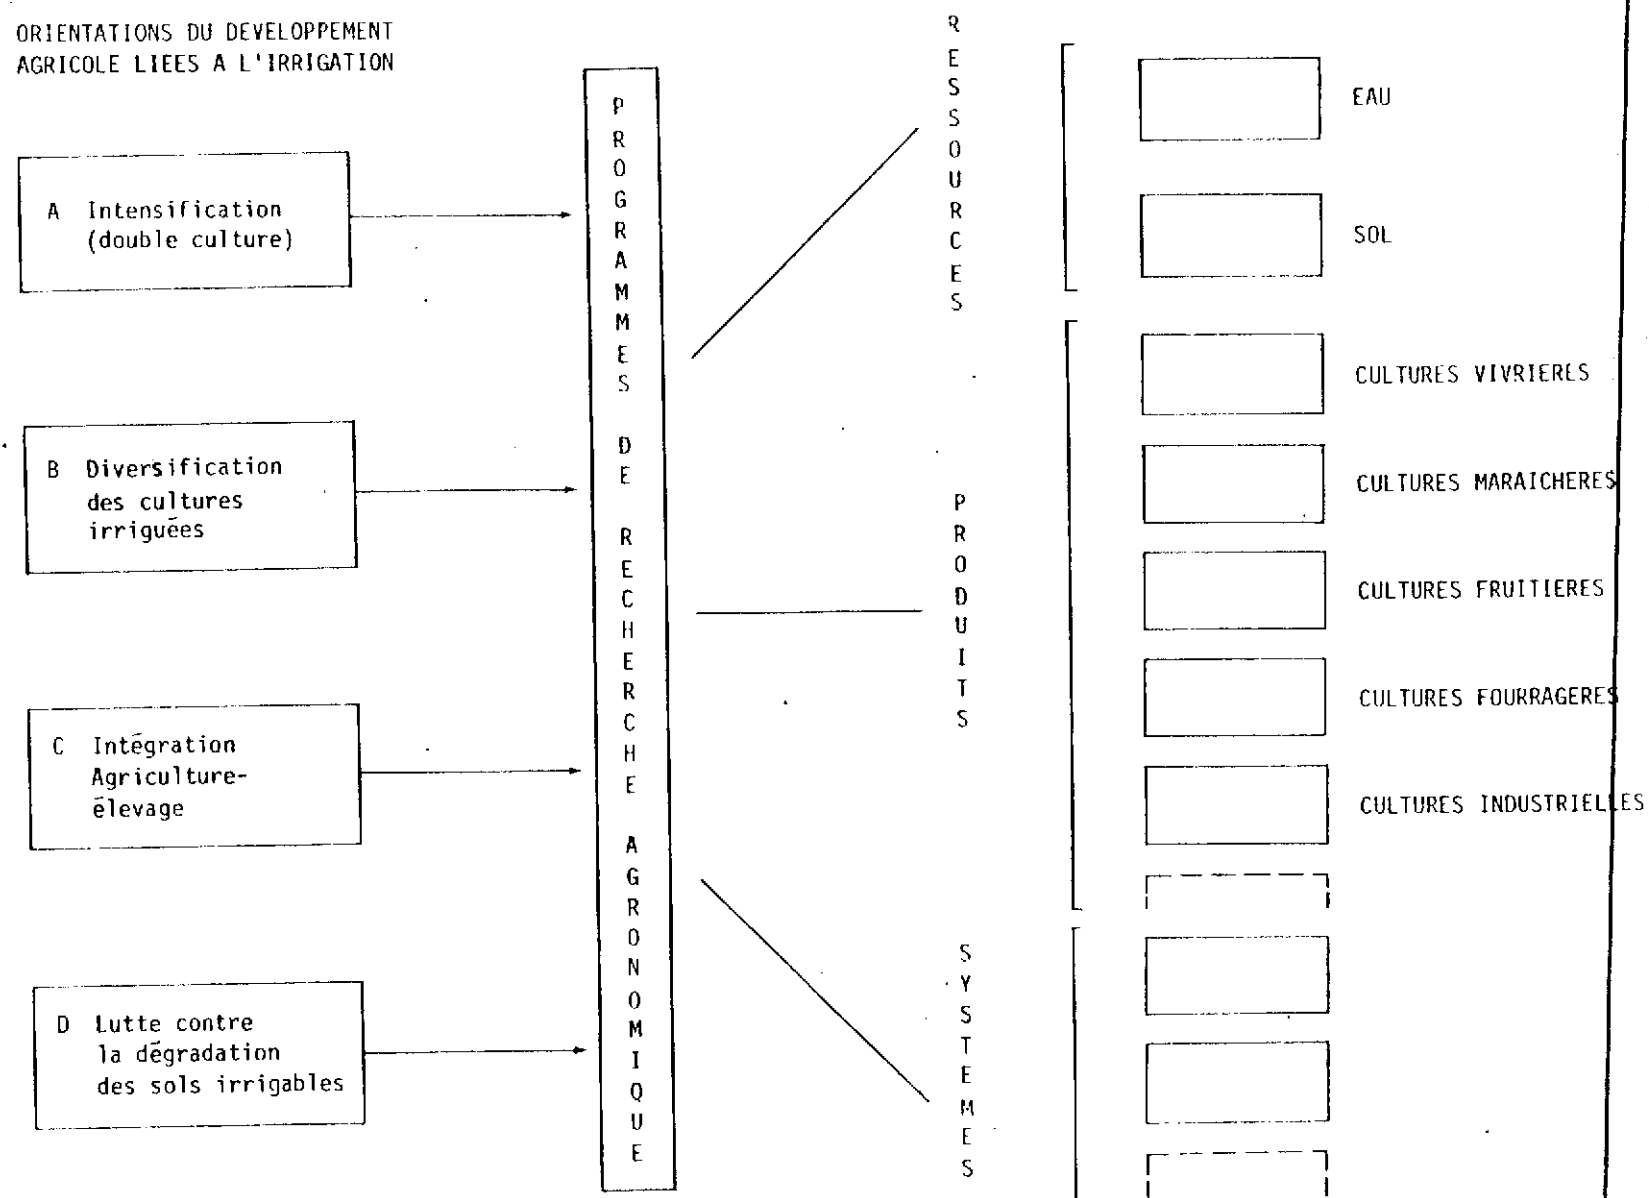 ORIENTATIONS DU DEVELOPPEMENT
AGRICOLE LIEES A L'IRRIGATION
A Intensification
(double culture)
B Diversification
des cultures
irriguées
C Intégration
Agriculture-
élevage
D Lutte contre
la dégradation
des sols irrigables
PROGRAMMES DE RECHERCHE AGRONOMIQUE
RESSOURCES
EAU
SOL
PRODUITS
CULTURES VIVRIERES
CULTURES MARAICHERES
CULTURES FRUITIERES
CULTURES FOURRAGERES
CULTURES INDUSTRIELLES
SYSTEMES